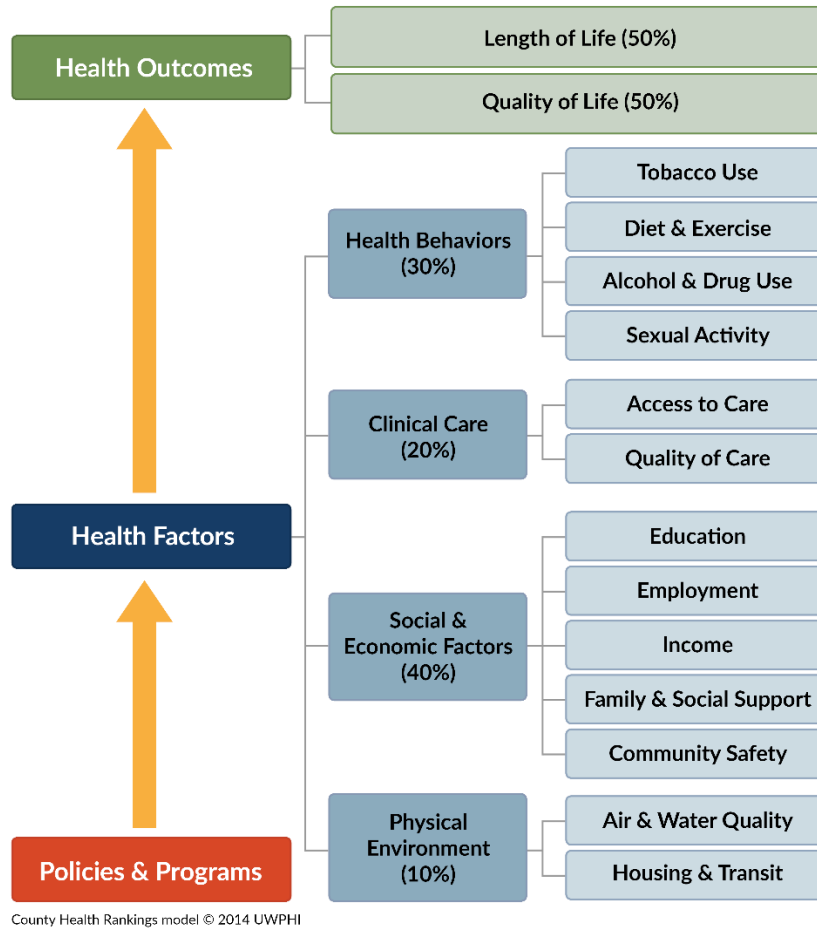 Health Outcomes
Length of Life (50%)
Quality of Life (50%)
Health Behaviors
(30%)
Tobacco Use
Diet & Exercise
Alcohol & Drug Use
Sexual Activity
Clinical Care
(20%)
Access to Care
Quality of Care
Health Factors
Social &
Economic Factors
(40%)
Education
Employment
Income
Family & Social Support
Community Safety
Physical
Environment
(10%)
Air & Water Quality
Housing & Transit
Policies & Programs
County Health Rankings model © 2014 UWPHI